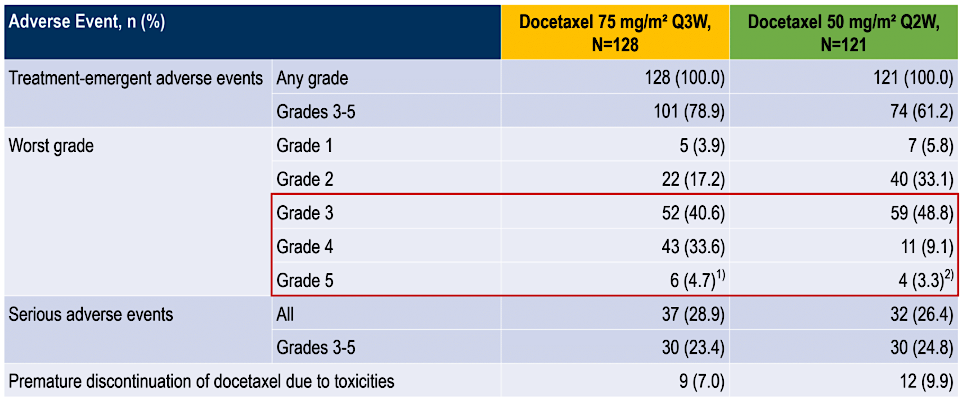 Adverse Event, n (%) Docetaxel 75 mg/m² Q3W, N=128 Docetaxel 50 mg/m² Q2W, N=121
Treatment-emergent adverse events Any grade 128 (100.0) 121 (100.0)
Grades 3-5 101 (78.9) 74 (61.2)
Worst grade Grade 1 5 (3.9) 7 (5.8)
Grade 2 22 (17.2) 40 (33.1)
Grade 3 52 (40.6) 59 (48.8)
Grade 4 43 (33.6) 11 (9.1)
Grade 5 6 (4.7)¹⁾ 4 (3.3)²⁾
Serious adverse events All 37 (28.9) 32 (26.4)
Grades 3-5 30 (23.4) 30 (24.8)
Premature discontinuation of docetaxel due to toxicities 9 (7.0) 12 (9.9)